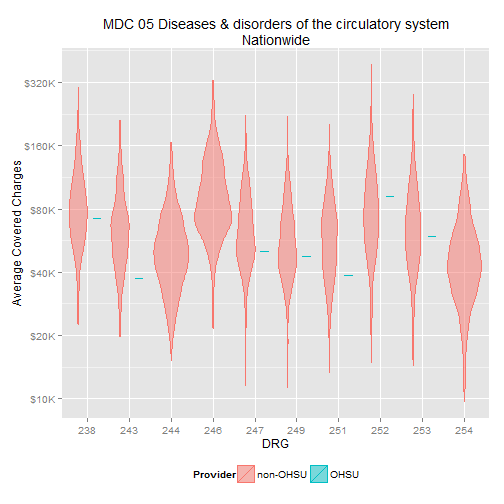 MDC 05 Diseases & disorders of the circulatory system
Nationwide
Average Covered Charges
$320K
$160K
$80K
$40K
$20K
$10K
238 243 244 246 247 249 251 252 253 254
DRG
Provider non-OHSU OHSU